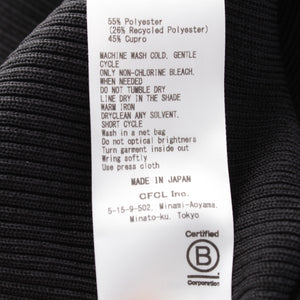 55% Polyester
(26% Recycled Polyester)
45% Cupro
MACHINE WASH COLD, GENTLE
CYCLE
ONLY NON-CHLORINE BLEACH,
WHEN NEEDED
DO NOT TUMBLE DRY
LINE DRY IN THE SHADE
WARM IRON
DRYCLEAN ANY SOLVENT,
SHORT CYCLE
Wash in a net bag
Do not optical brightners
Turn garment inside out
Wring softly
Use press cloth
MADE IN JAPAN
CFCL Inc.
5-15-9-502, Minami-Aoyama,
Minato-ku, Tokyo
Certified
B
Corporation